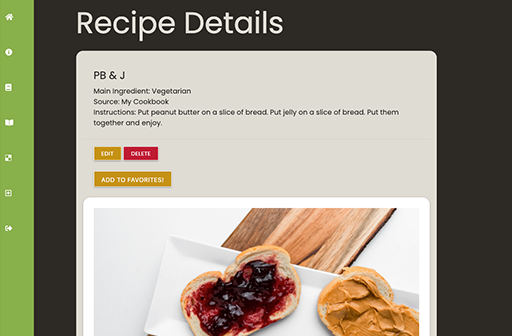 Recipe Details
PB & J
Main Ingredient: Vegetarian
Source: My Cookbook
Instructions: Put peanut butter on a slice of bread. Put jelly on a slice of bread. Put them
together and enjoy.
EDIT DELETE
ADD TO FAVORITES!